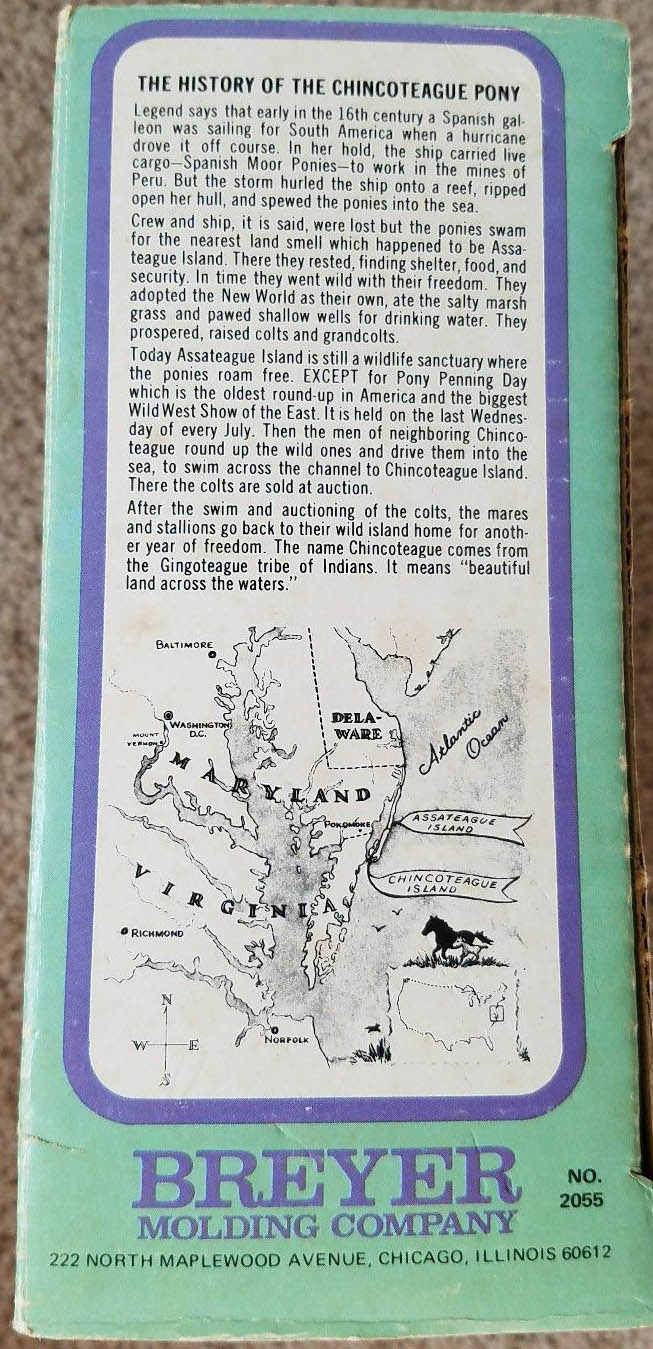 THE HISTORY OF THE CHINCOTEAGUE PONY
Legend says that early in the 16th century a Spanish gal-
leon was sailing for South America when a hurricane
drove it off course. In her hold, the ship carried live
cargo—Spanish Moor Ponies—to work in the mines of
Peru. But the storm hurled the ship onto a reef, ripped
open her hull, and spewed the ponies into the sea.
Crew and ship, it is said, were lost but the ponies swam
for the nearest land smell which happened to be Assa-
teague Island. There they rested, finding shelter, food, and
security. In time they went wild with their freedom. They
adopted the New World as their own, ate the salty marsh
grass and pawed shallow wells for drinking water. They
prospered, raised colts and grandcolts.
Today Assateague Island is still a wildlife sanctuary where
the ponies roam free. EXCEPT for Pony Penning Day
which is the oldest round-up in America and the biggest
Wild West Show of the East. It is held on the last Wednes-
day of every July. Then the men of neighboring Chinco-
teague round up the wild ones and drive them into the
sea, to swim across the channel to Chincoteague Island.
There the colts are sold at auction.
After the swim and auctioning of the colts, the mares
and stallions go back to their wild island home for anoth-
er year of freedom. The name Chincoteague comes from
the Gingoteague tribe of Indians. It means "beautiful
land across the waters."
BALTIMORE
WASHINGTON
D.C.
MOUNT
VERNON
DELA-
WARE
Atlantic
Ocean
MARYLAND
POKOMOKE
ASSATEAGUE
ISLAND
CHINCOTEAGUE
ISLAND
VIRGINIA
RICHMOND
NORFOLK
N
W E
S
BREYER
MOLDING COMPANY
NO.
2055
222 NORTH MAPLEWOOD AVENUE, CHICAGO, ILLINOIS 60612